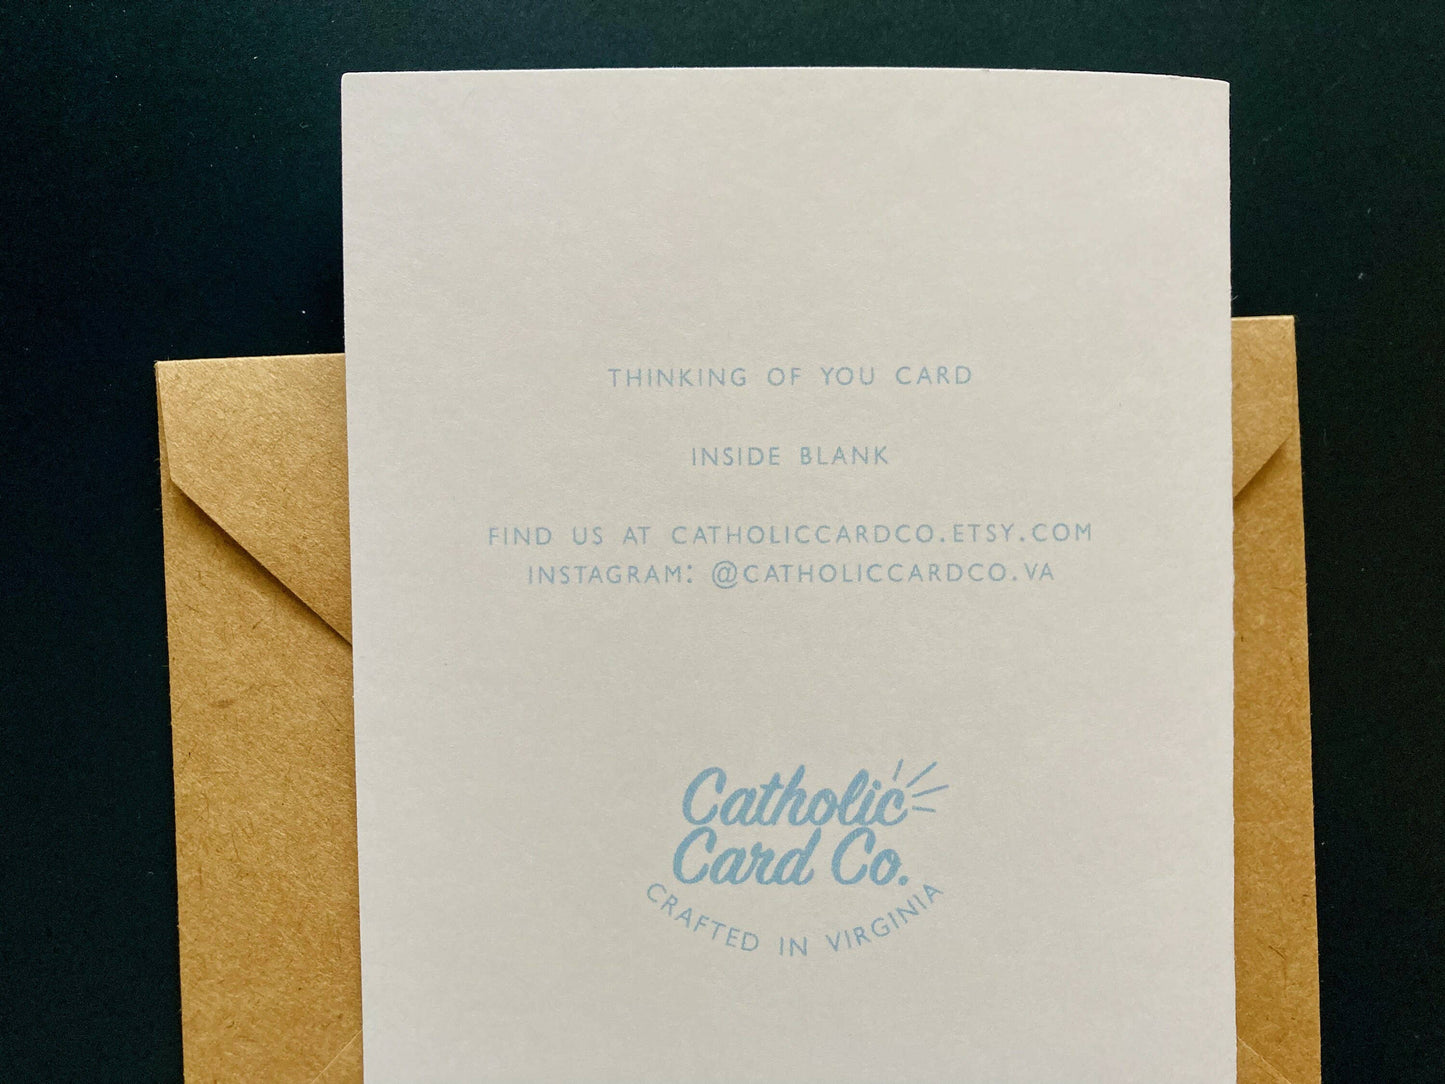 THINKING OF YOU CARD
INSIDE BLANK
FIND US AT CATHOLICCARDCO.ETSY.COM
INSTAGRAM: @CATHOLICCARDCO.VA
Catholic
Card Co.
CRAFTED IN VIRGINIA